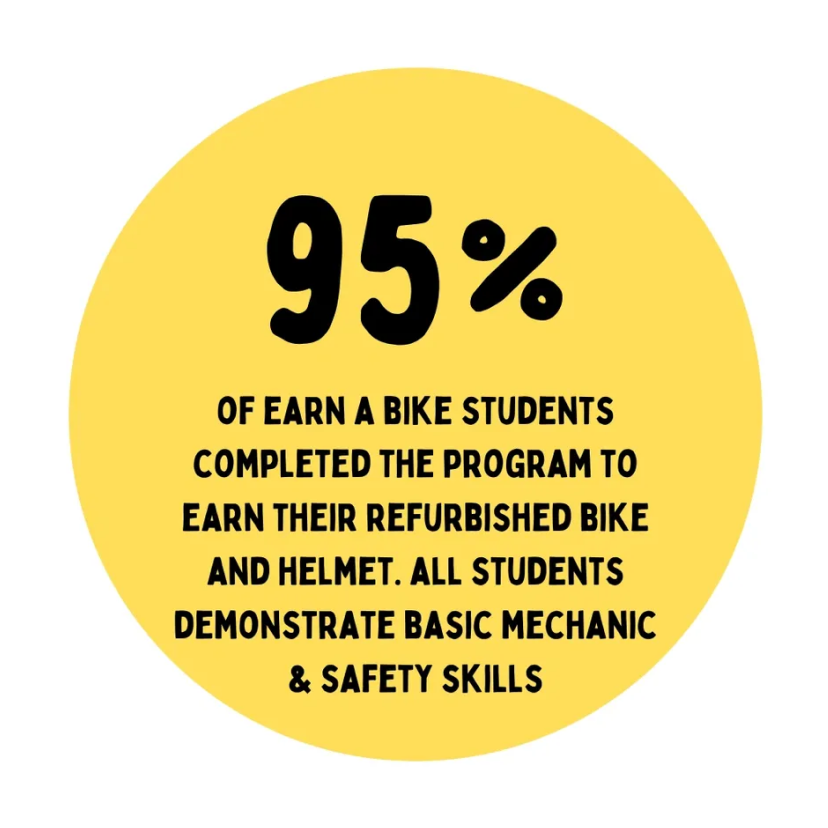 95%
OF EARN A BIKE STUDENTS
COMPLETED THE PROGRAM TO
EARN THEIR REFURBISHED BIKE
AND HELMET. ALL STUDENTS
DEMONSTRATE BASIC MECHANIC
& SAFETY SKILLS